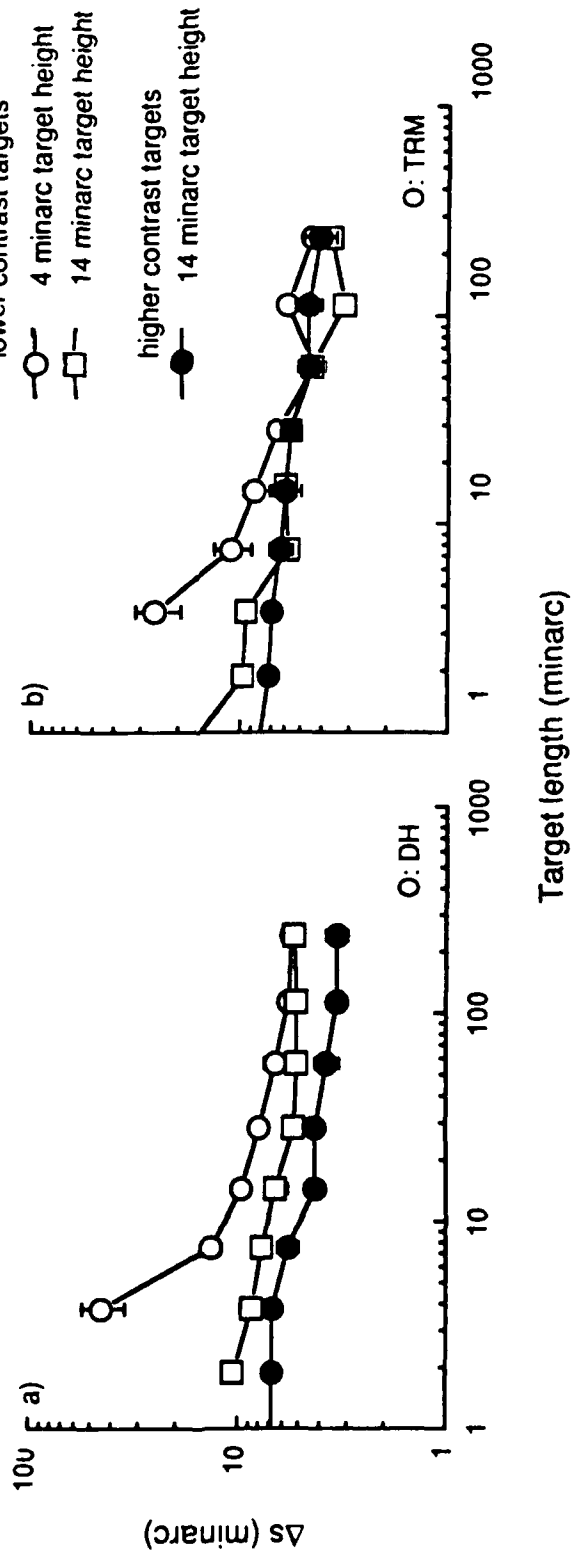 lower contrast targets
4 minarc target height
14 minarc target height
higher contrast targets
14 minarc target height
a)
b)
100
10
1
Δs (minarc)
O: DH
O: TRM
1 10 100 1000
1 10 100 1000
Target length (minarc)